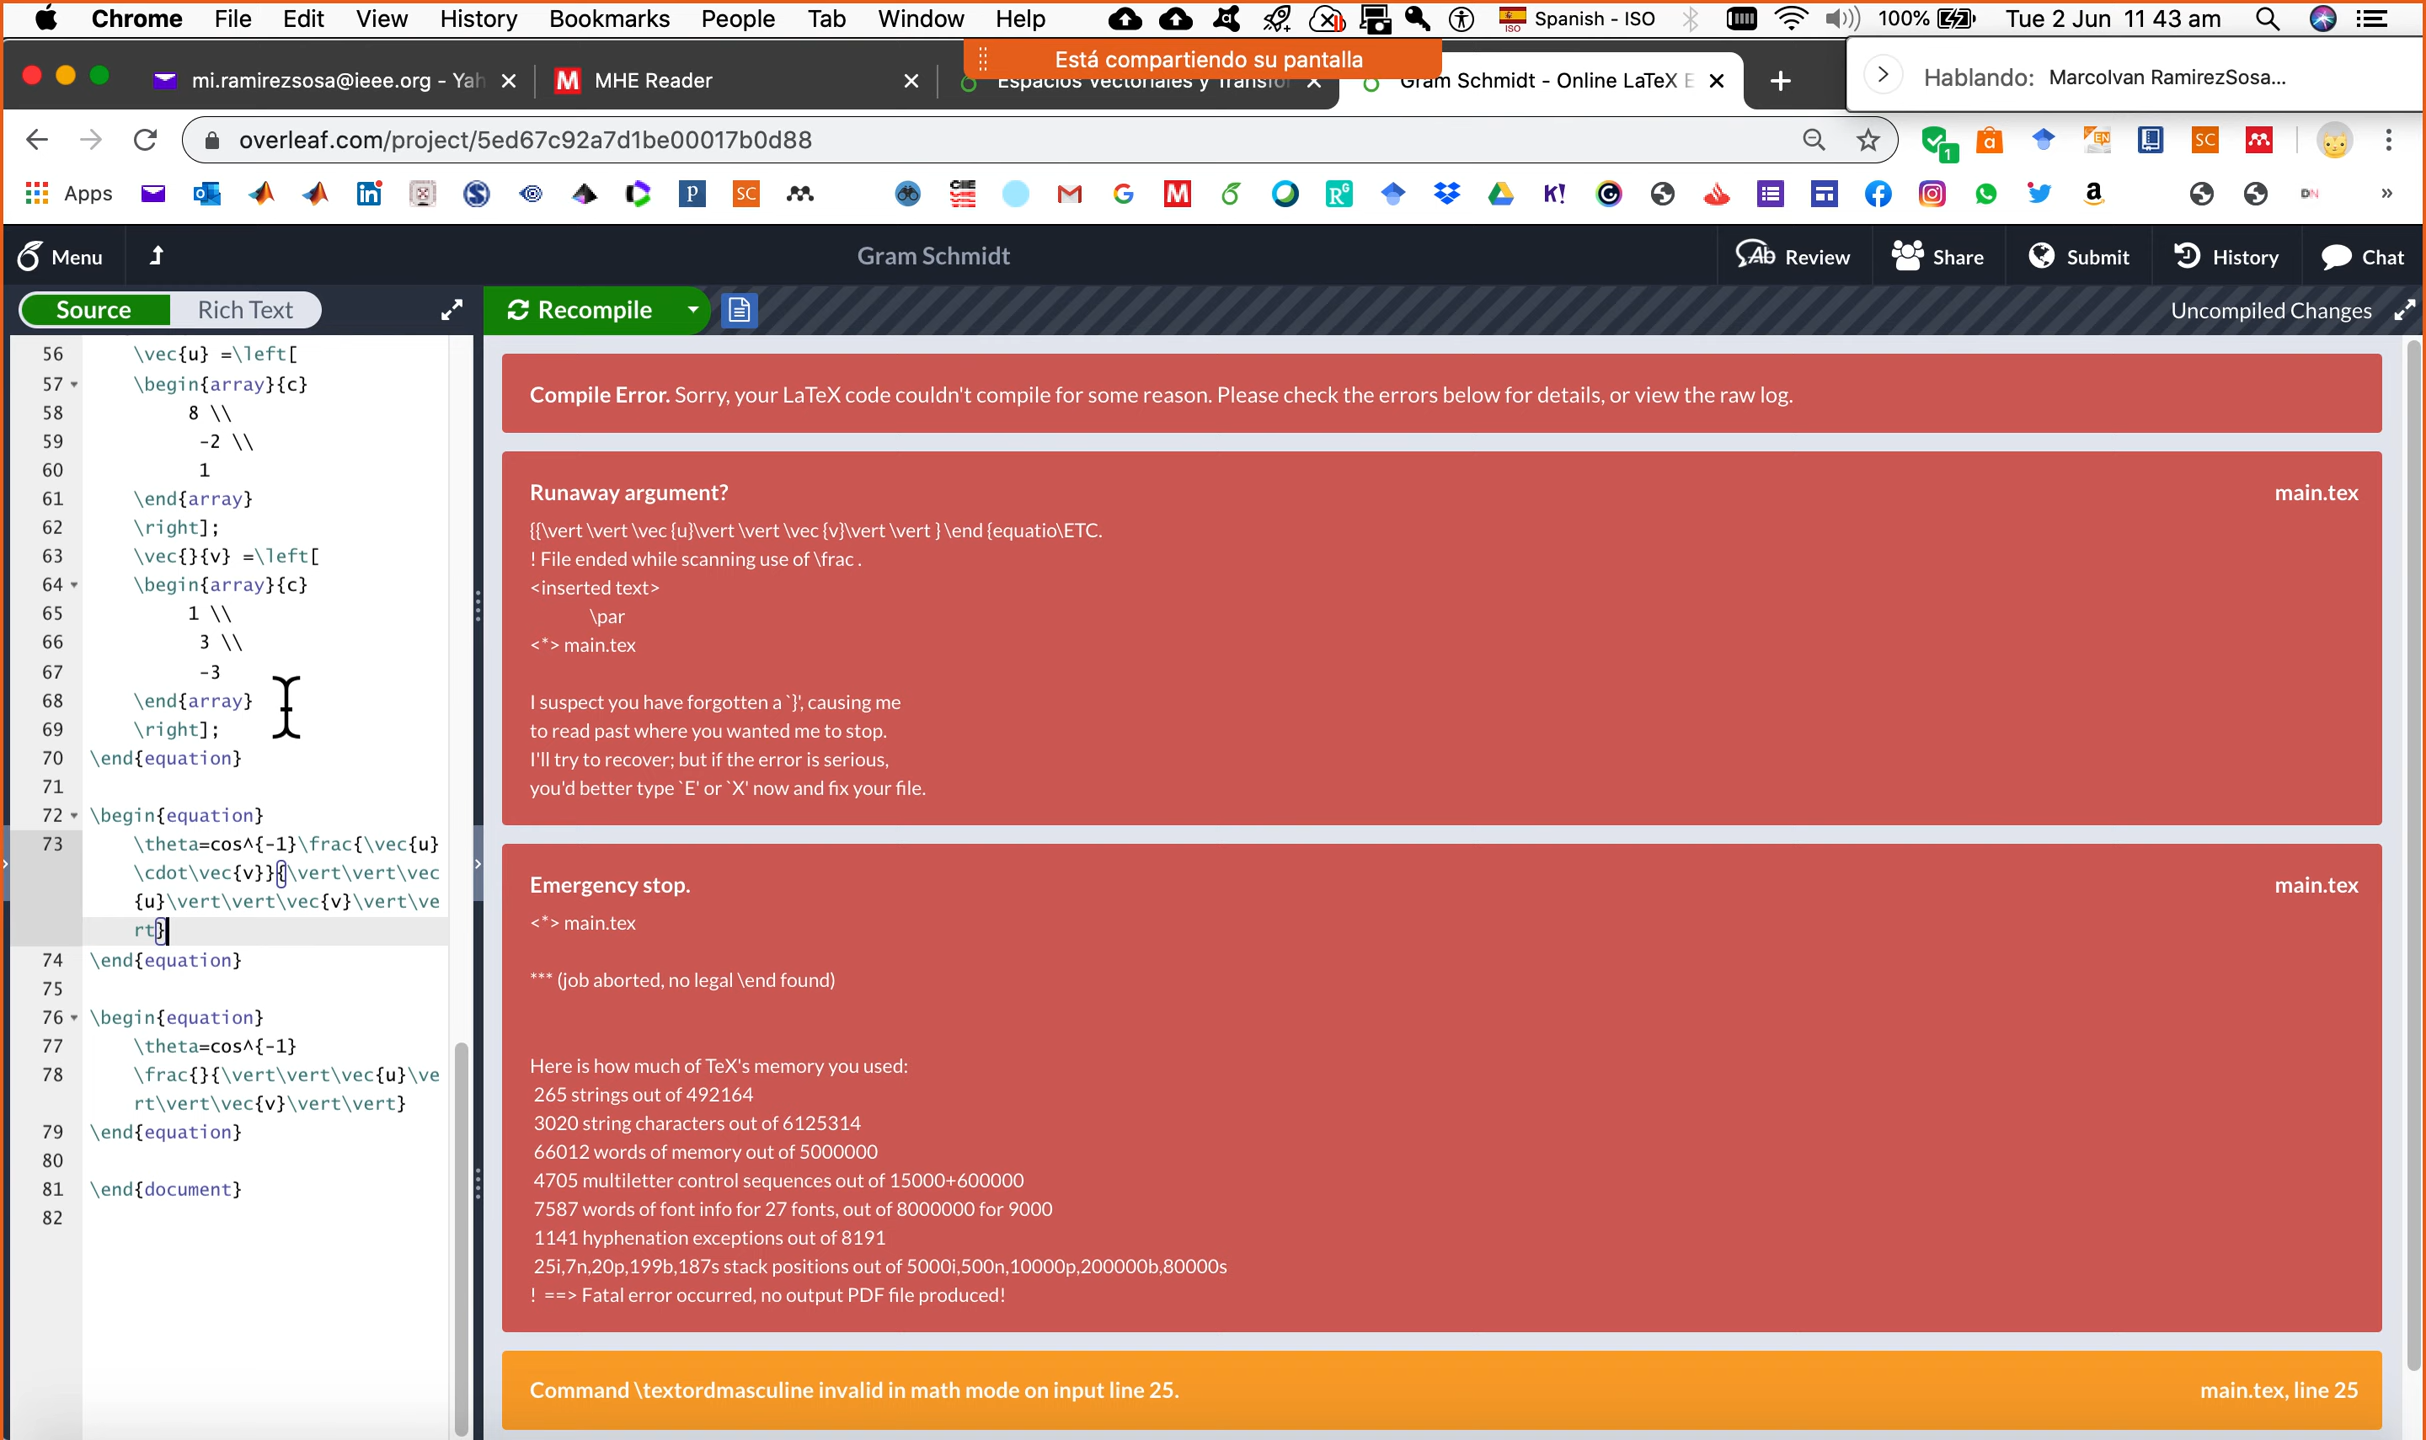 Chrome File Edit View History Bookmarks People Tab Window Help Spanish - ISO 100% Tue 2 Jun 11 43 am
Está compartiendo su pantalla
mi.ramirezsosa@ieee.org - Yah
MHE Reader
Espacios Vectoriales y Transfor
Gram Schmidt - Online LaTeX E
Hablando: MarcoIvan RamirezSosa...
overleaf.com/project/5ed67c92a7d1be00017b0d88
Apps
Menu
Gram Schmidt
Review
Share
Submit
History
Chat
Source
Rich Text
Recompile
Uncompiled Changes
56 \vec{u} =\left[
57 \begin{array}{c}
58 8 \\
59 -2 \\
60 1
61 \end{array}
62 \right];
63 \vec{}{v} =\left[
64 \begin{array}{c}
65 1 \\
66 3 \\
67 -3
68 \end{array}
69 \right];
70 \end{equation}
71
72 \begin{equation}
73 \theta=cos^{-1}\frac{\vec{u}
\cdot\vec{v}}{\vert\vert\vec
{u}\vert\vert\vec{v}\vert\ve
rt}
74 \end{equation}
75
76 \begin{equation}
77 \theta=cos^{-1}
78 \frac{}{\vert\vert\vec{u}\ve
rt\vert\vec{v}\vert\vert}
79 \end{equation}
80
81 \end{document}
82
Compile Error. Sorry, your LaTeX code couldn't compile for some reason. Please check the errors below for details, or view the raw log.
Runaway argument?
main.tex
{{\vert \vert \vec {u}\vert \vert \vec {v}\vert \vert } \end {equatio\ETC.
! File ended while scanning use of \frac .
<inserted text>
\par
<*> main.tex
I suspect you have forgotten a `}', causing me
to read past where you wanted me to stop.
I'll try to recover; but if the error is serious,
you'd better type `E' or `X' now and fix your file.
Emergency stop.
main.tex
<*> main.tex
*** (job aborted, no legal \end found)
Here is how much of TeX's memory you used:
265 strings out of 492164
3020 string characters out of 6125314
66012 words of memory out of 5000000
4705 multiletter control sequences out of 15000+600000
7587 words of font info for 27 fonts, out of 8000000 for 9000
1141 hyphenation exceptions out of 8191
25i,7n,20p,199b,187s stack positions out of 5000i,500n,10000p,200000b,80000s
! ==> Fatal error occurred, no output PDF file produced!
Command \textordmasculine invalid in math mode on input line 25.
main.tex, line 25